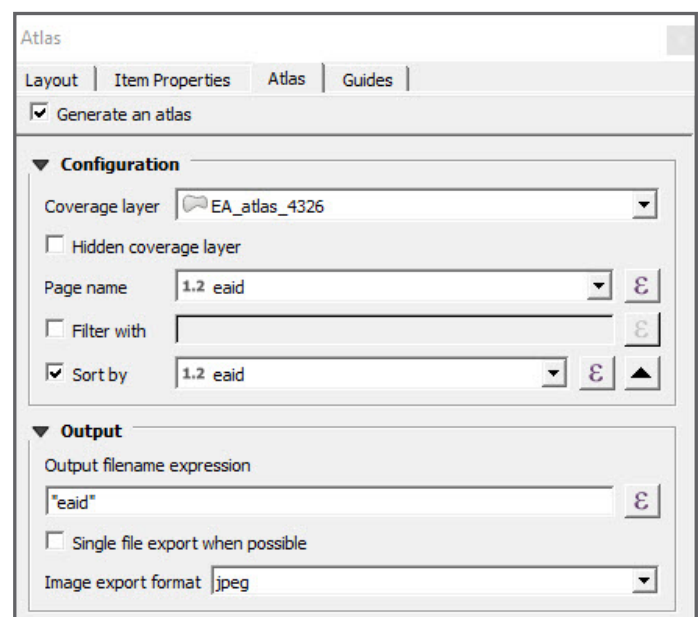 Atlas
Layout Item Properties Atlas Guides
Generate an atlas
Configuration
Coverage layer EA_atlas_4326
Hidden coverage layer
Page name 1.2 eaid ε
Filter with ε
Sort by 1.2 eaid ε
Output
Output filename expression
"eaid" ε
Single file export when possible
Image export format jpeg